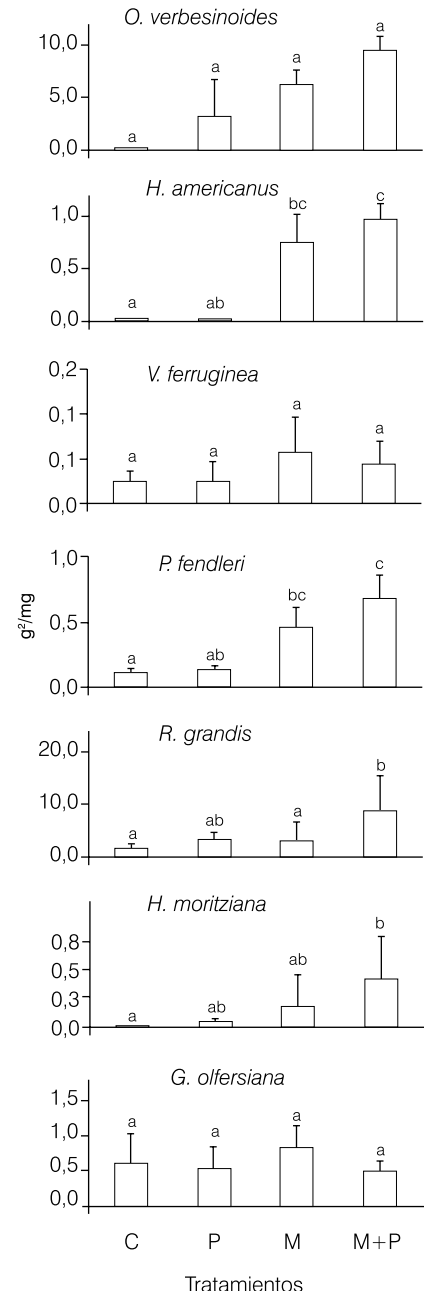 O. verbesinoides
10,0
5,0
0,0
a a a a
H. americanus
1,0
0,5
0,0
a ab bc c
V. ferruginea
0,2
0,1
0,1
0,0
a a a a
g²/mg
P. fendleri
1,0
0,5
0,0
a ab bc c
R. grandis
20,0
10,0
0,0
a ab a b
H. moritziana
0,8
0,5
0,3
0,0
a ab ab b
G. olfersiana
1,5
1,0
0,5
0,0
a a a a
C P M M+P
Tratamientos